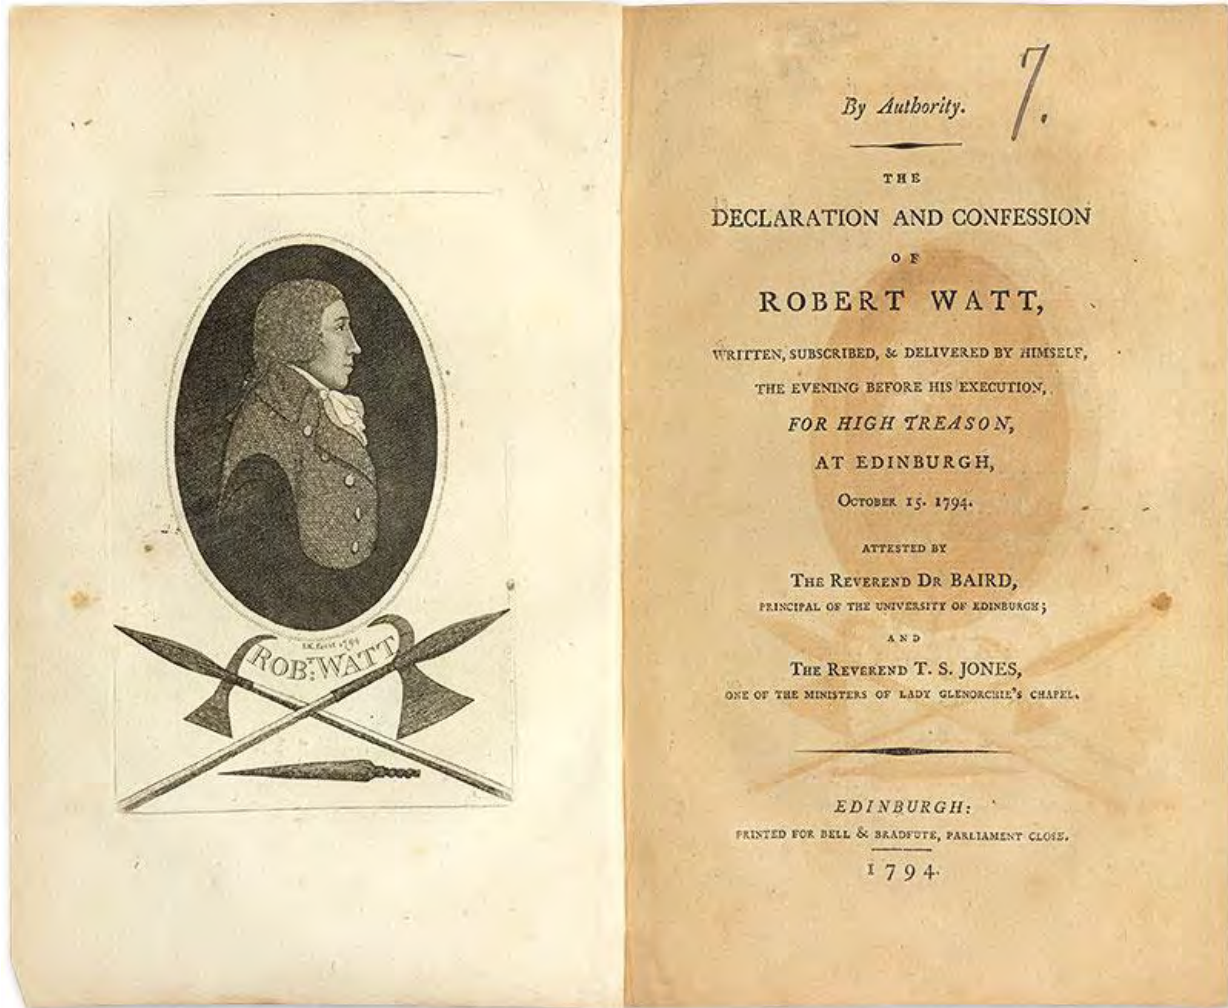 I K fecit 1794
ROBT: WATT
By Authority.
7.
THE
DECLARATION AND CONFESSION
OF
ROBERT WATT,
WRITTEN, SUBSCRIBED, & DELIVERED BY HIMSELF,
THE EVENING BEFORE HIS EXECUTION,
FOR HIGH TREASON,
AT EDINBURGH,
OCTOBER 15. 1794.
ATTESTED BY
THE REVEREND DR BAIRD,
PRINCIPAL OF THE UNIVERSITY OF EDINBURGH;
AND
THE REVEREND T. S. JONES,
ONE OF THE MINISTERS OF LADY GLENORCHIE'S CHAPEL.
EDINBURGH:
PRINTED FOR BELL & BRADFUTE, PARLIAMENT CLOSE.
1794.